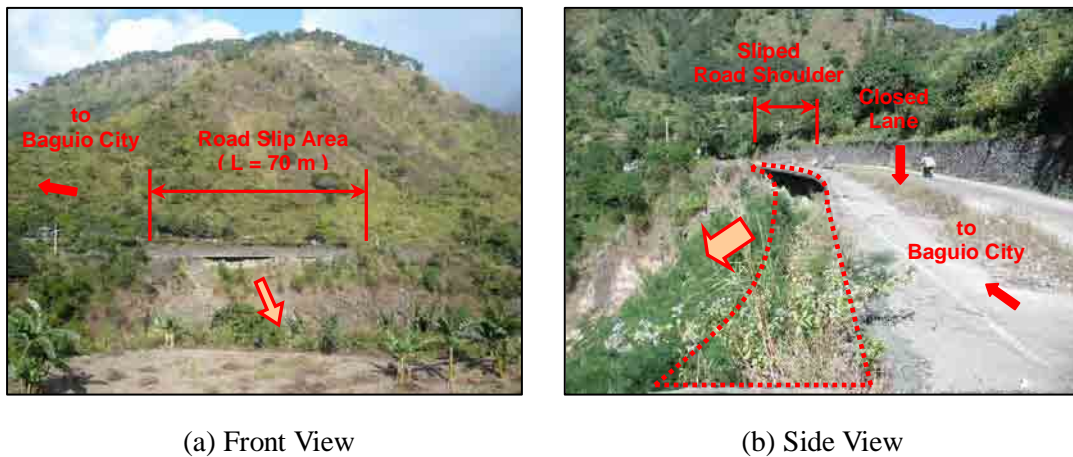 to
Baguio City
Road Slip Area
( L = 70 m )
Sliped
Road Shoulder
Closed
Lane
to
Baguio City
(a) Front View
(b) Side View